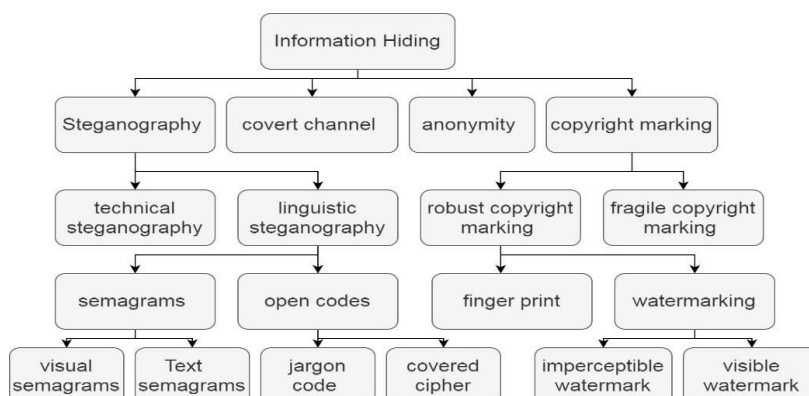 Information Hiding
Steganography
covert channel
anonymity
copyright marking
technical
steganography
linguistic
steganography
robust copyright
marking
fragile copyright
marking
semagrams
open codes
finger print
watermarking
visual
semagrams
Text
semagrams
jargon
code
covered
cipher
imperceptible
watermark
visible
watermark